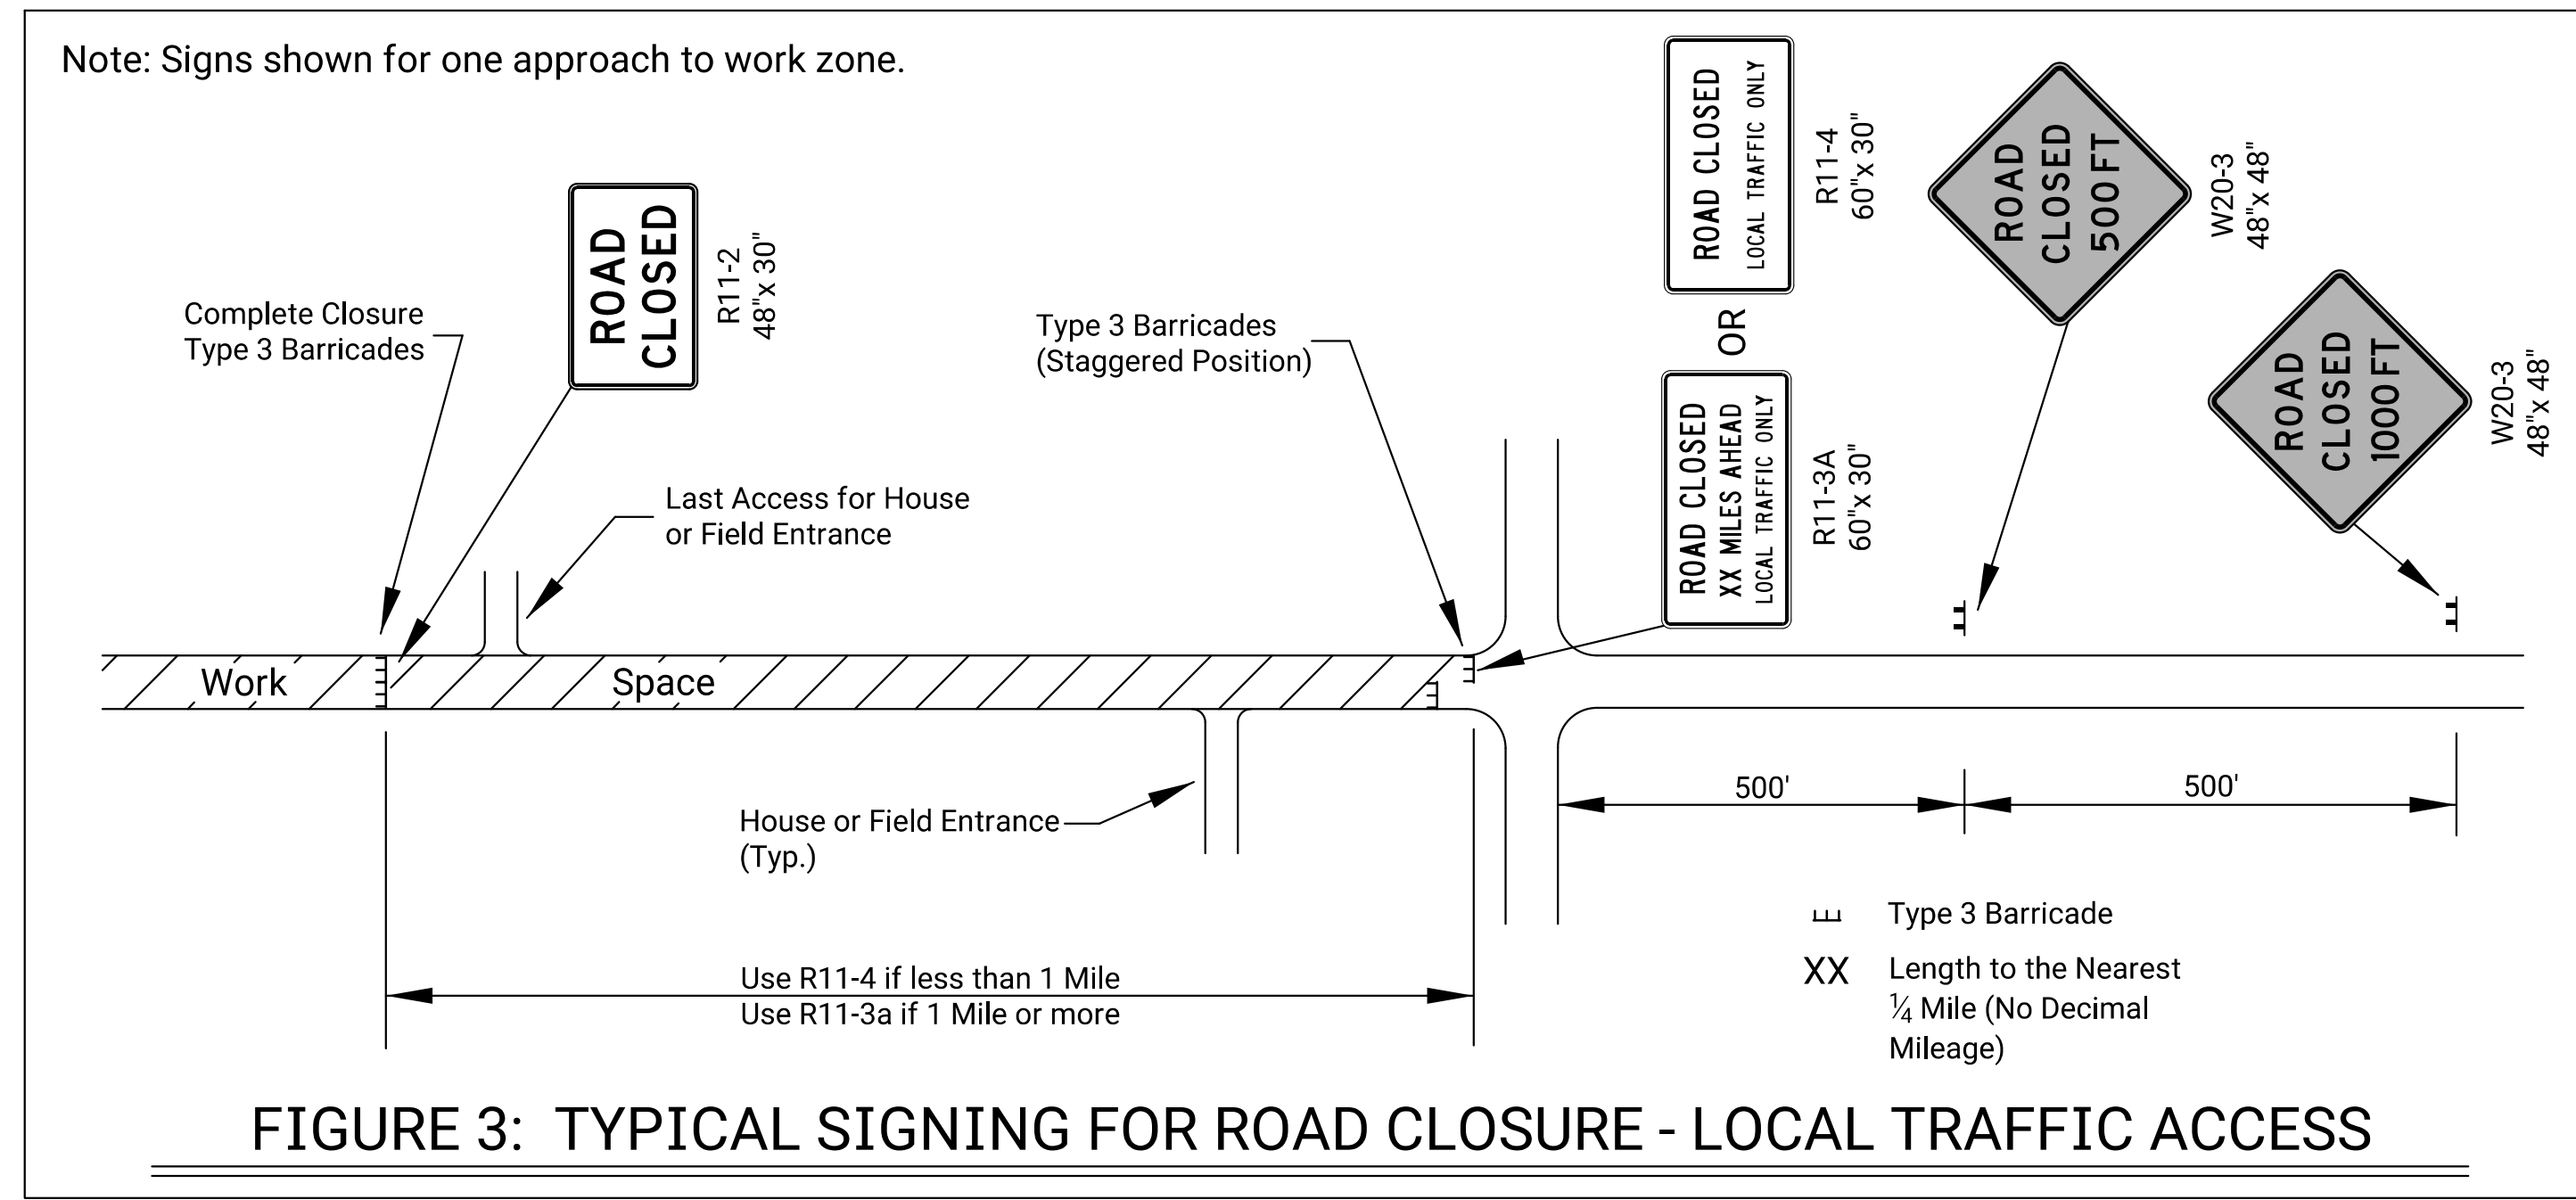 Note: Signs shown for one approach to work zone.
Complete Closure
Type 3 Barricades
ROAD
CLOSED
R11-2
48"x 30"
Last Access for House
or Field Entrance
Type 3 Barricades
(Staggered Position)
ROAD CLOSED
LOCAL TRAFFIC ONLY
R11-4
60"x 30"
OR
ROAD CLOSED
XX MILES AHEAD
LOCAL TRAFFIC ONLY
R11-3A
60"x 30"
ROAD
CLOSED
500 FT
W20-3
48"x 48"
ROAD
CLOSED
1000 FT
W20-3
48"x 48"
Work
Space
House or Field Entrance
(Typ.)
500'
500'
Use R11-4 if less than 1 Mile
Use R11-3a if 1 Mile or more
Type 3 Barricade
XX Length to the Nearest
¼ Mile (No Decimal
Mileage)
FIGURE 3: TYPICAL SIGNING FOR ROAD CLOSURE - LOCAL TRAFFIC ACCESS